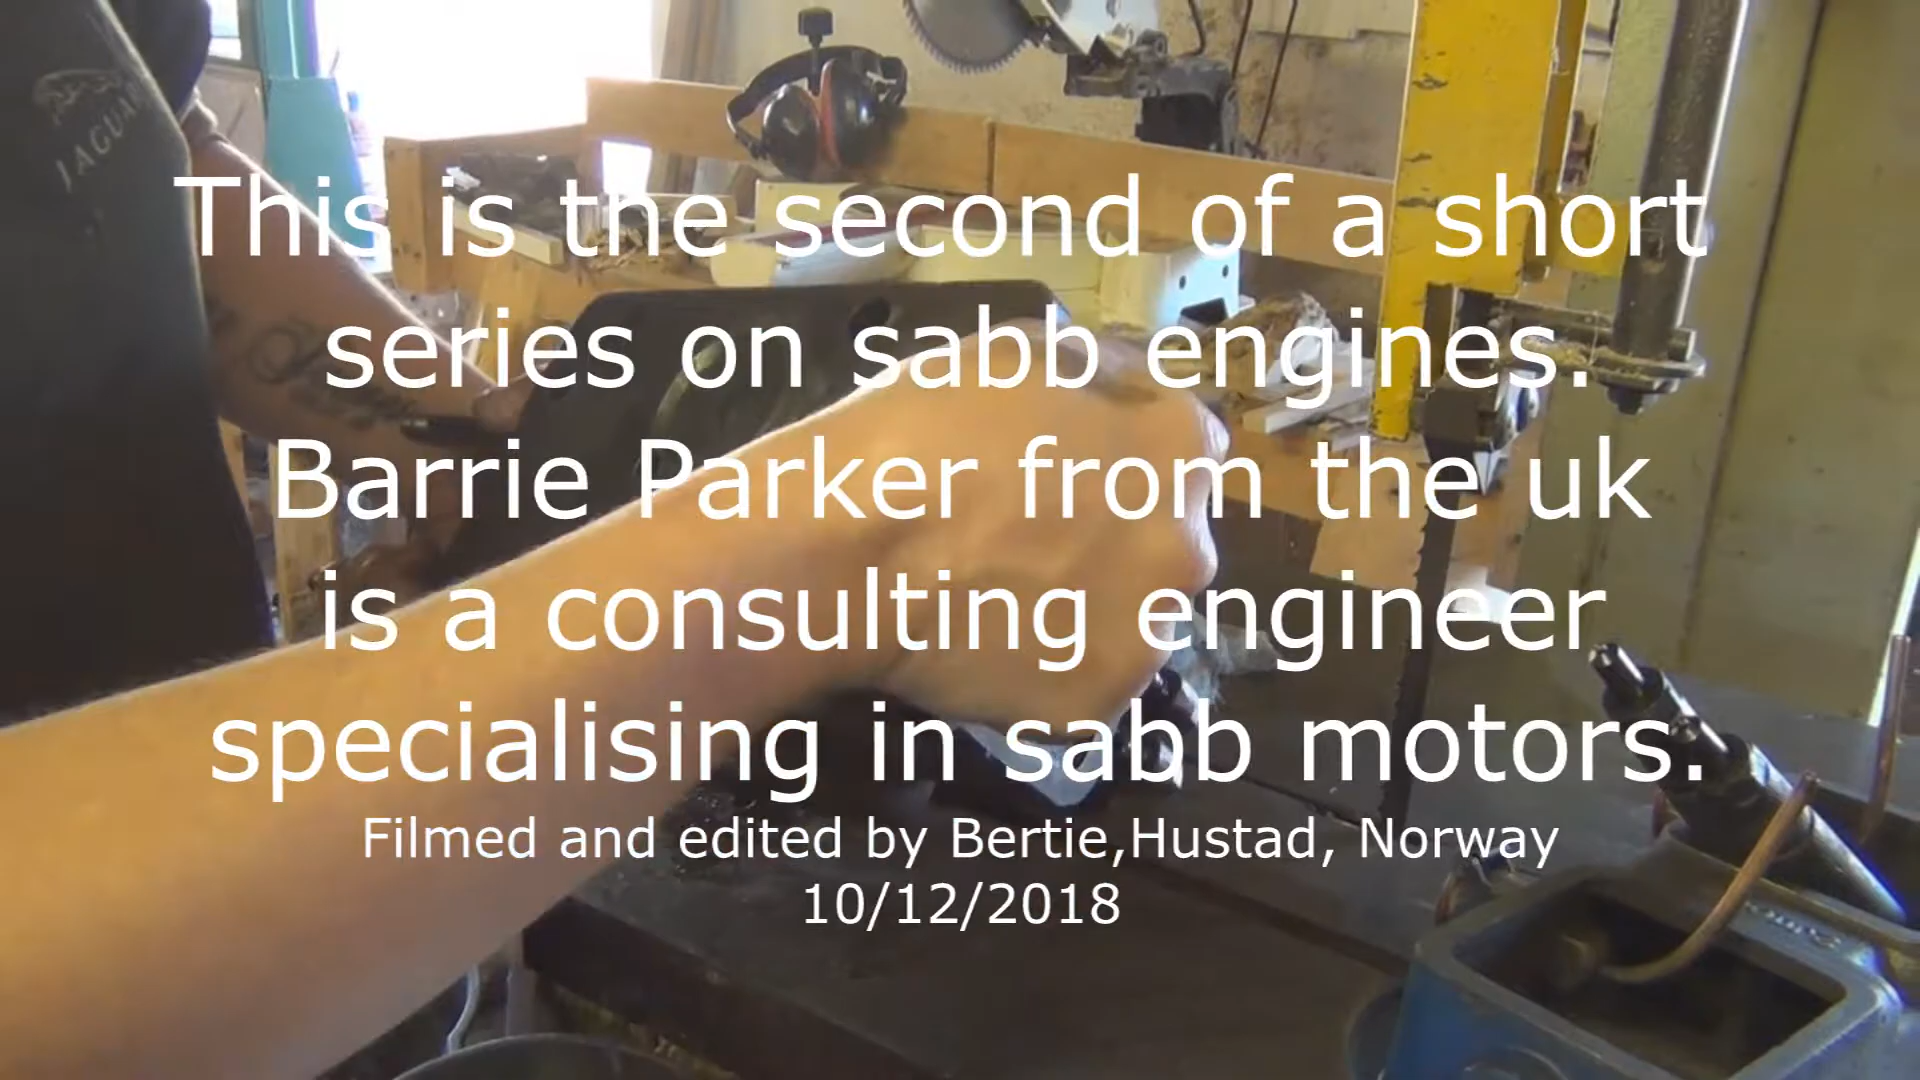 JAGUAR
This is the second of a short
series on sabb engines.
Barrie Parker from the uk
is a consulting engineer
specialising in sabb motors.
Filmed and edited by Bertie,Hustad, Norway
10/12/2018